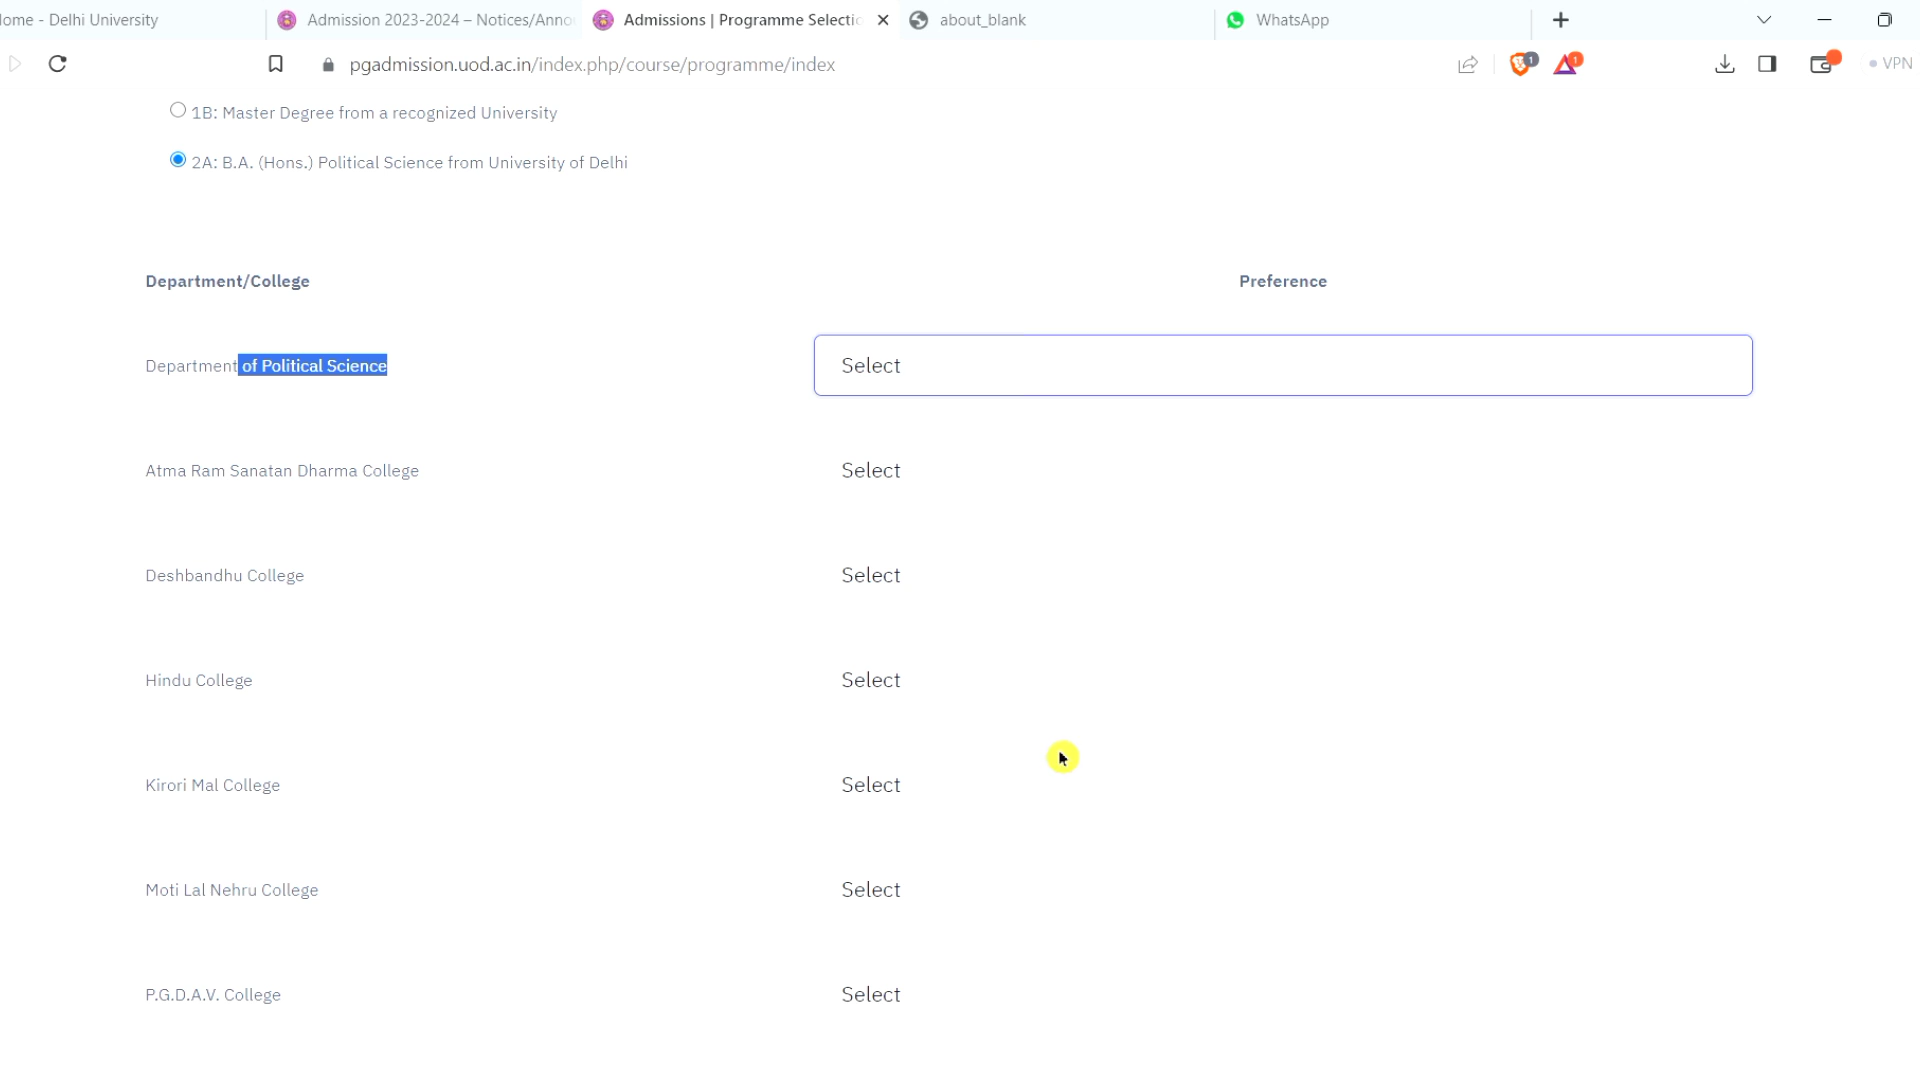 ome - Delhi University
Admission 2023-2024 – Notices/Anno
Admissions | Programme Selectio
about_blank
WhatsApp
pgadmission.uod.ac.in/index.php/course/programme/index
1
1
VPN
1B: Master Degree from a recognized University
2A: B.A. (Hons.) Political Science from University of Delhi
Department/College Preference
Department of Political Science Select
Atma Ram Sanatan Dharma College Select
Deshbandhu College Select
Hindu College Select
Kirori Mal College Select
Moti Lal Nehru College Select
P.G.D.A.V. College Select